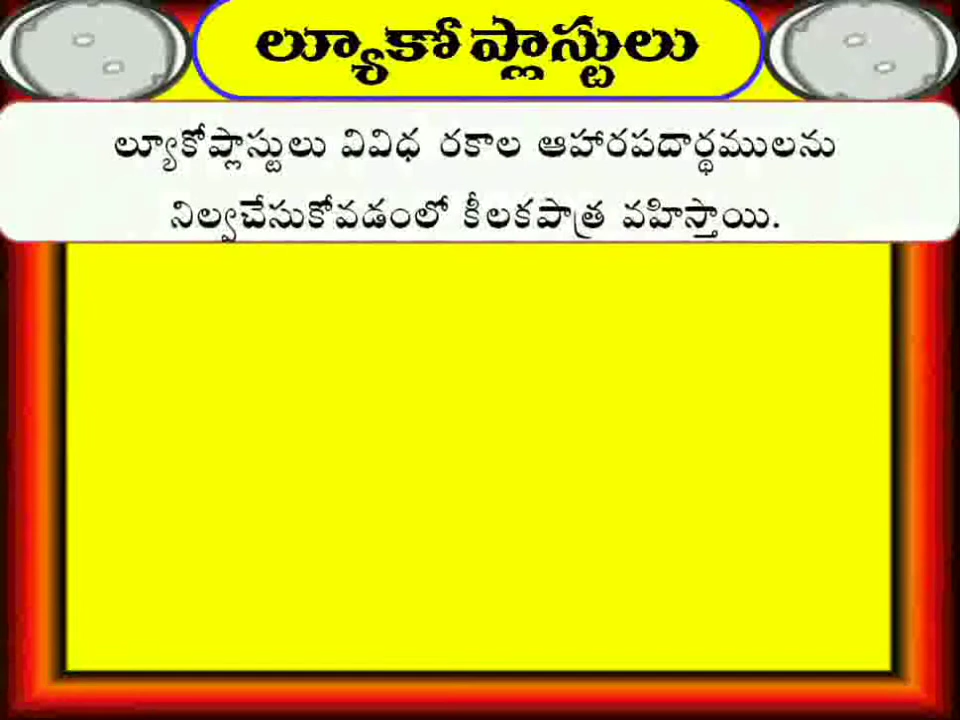 ల్యూకోప్లాస్టులు
ల్యూకోప్లాస్టులు వివిధ రకాల ఆహారపదార్థములను
నిల్వచేసుకోవడంలో కీలకపాత్ర వహిస్తాయి.